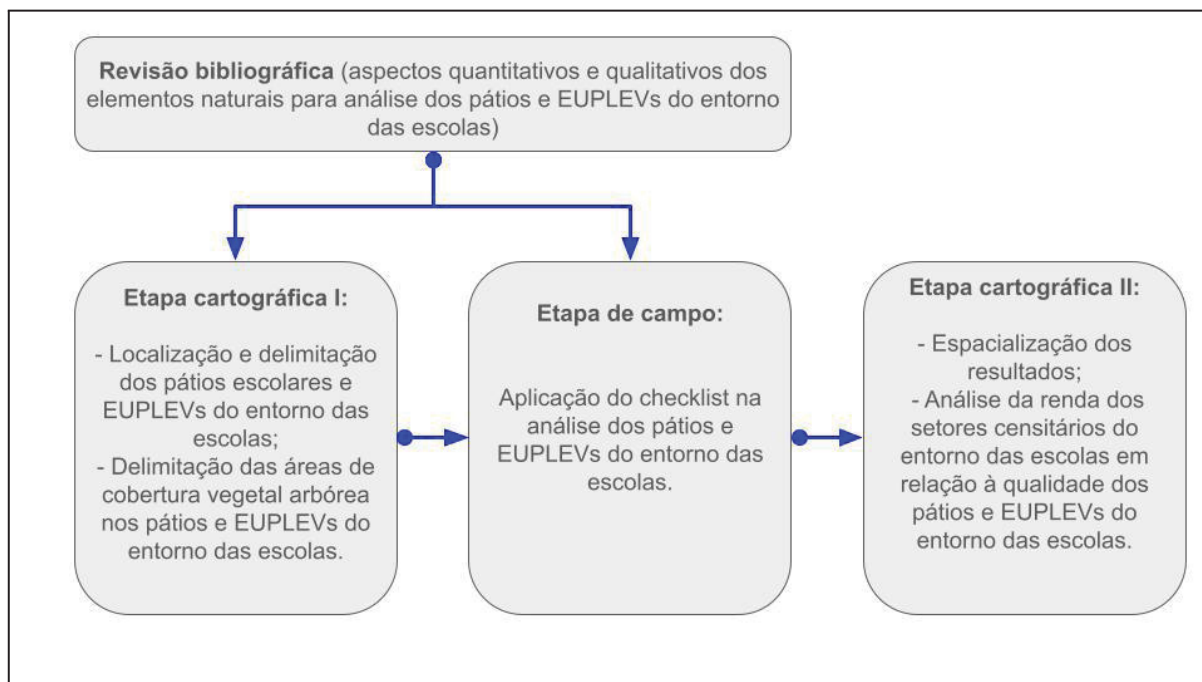 Revisão bibliográfica (aspectos quantitativos e qualitativos dos
elementos naturais para análise dos pátios e EUPLEVs do entorno
das escolas)
Etapa cartográfica I:
- Localização e delimitação
dos pátios escolares e
EUPLEVs do entorno das
escolas;
- Delimitação das áreas de
cobertura vegetal arbórea
nos pátios e EUPLEVs do
entorno das escolas.
Etapa de campo:
Aplicação do checklist na
análise dos pátios e
EUPLEVs do entorno das
escolas.
Etapa cartográfica II:
- Espacialização dos
resultados;
- Análise da renda dos
setores censitários do
entorno das escolas em
relação à qualidade dos
pátios e EUPLEVs do
entorno das escolas.